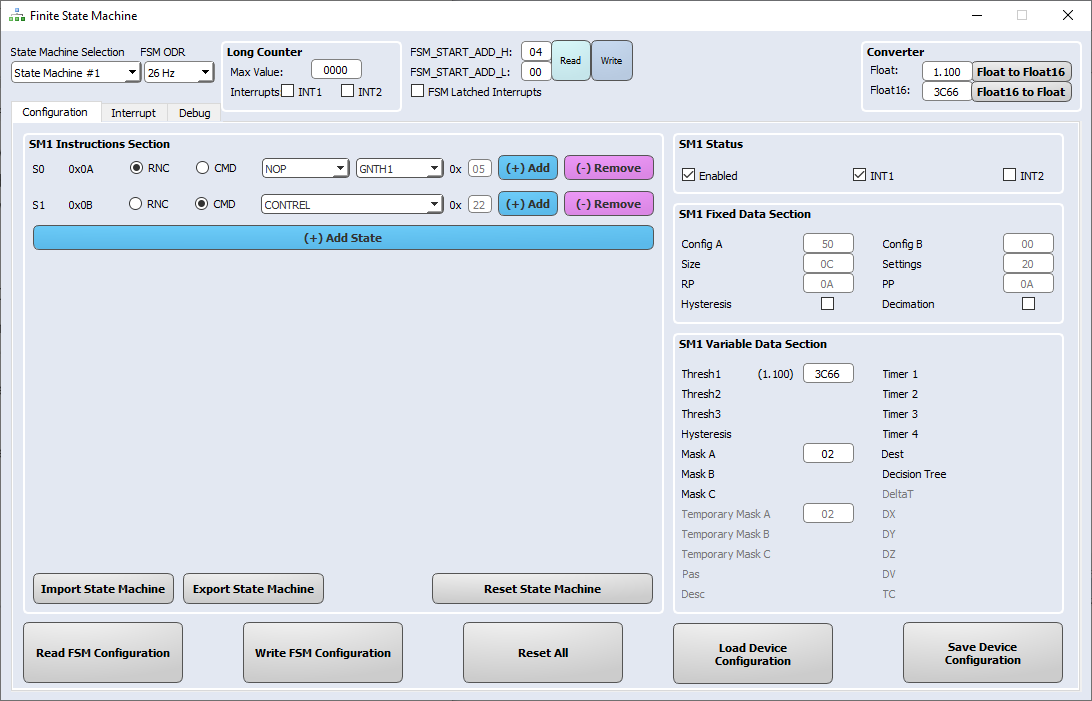 Finite State Machine
State Machine Selection FSM ODR
State Machine #1 26 Hz
Long Counter
Max Value: 0000
Interrupts: INT1 INT2
FSM_START_ADD_H: 04
FSM_START_ADD_L: 00
Read Write
FSM Latched Interrupts
Converter
Float: 1.100 Float to Float16
Float16: 3C66 Float16 to Float
Configuration Interrupt Debug
SM1 Instructions Section
S0 0x0A RNC CMD NOP GNTH1 0x 05 (+) Add (-) Remove
S1 0x0B RNC CMD CONTREL 0x 22 (+) Add (-) Remove
(+) Add State
Import State Machine Export State Machine Reset State Machine
SM1 Status
Enabled INT1 INT2
SM1 Fixed Data Section
Config A 50 Config B 00
Size 0C Settings 20
RP 0A PP 0A
Hysteresis Decimation
SM1 Variable Data Section
Thresh1 (1.100) 3C66 Timer 1
Thresh2 Timer 2
Thresh3 Timer 3
Hysteresis Timer 4
Mask A 02 Dest
Mask B Decision Tree
Mask C DeltaT
Temporary Mask A 02 DX
Temporary Mask B DY
Temporary Mask C DZ
Pas DV
Desc TC
Read FSM Configuration Write FSM Configuration Reset All
Load Device
Configuration
Save Device
Configuration